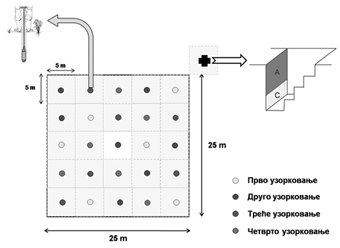 5 m
5 m
A
C
25 m
25 m
Прво узорковање
Друго узорковање
Треће узорковање
Четврто узорковање